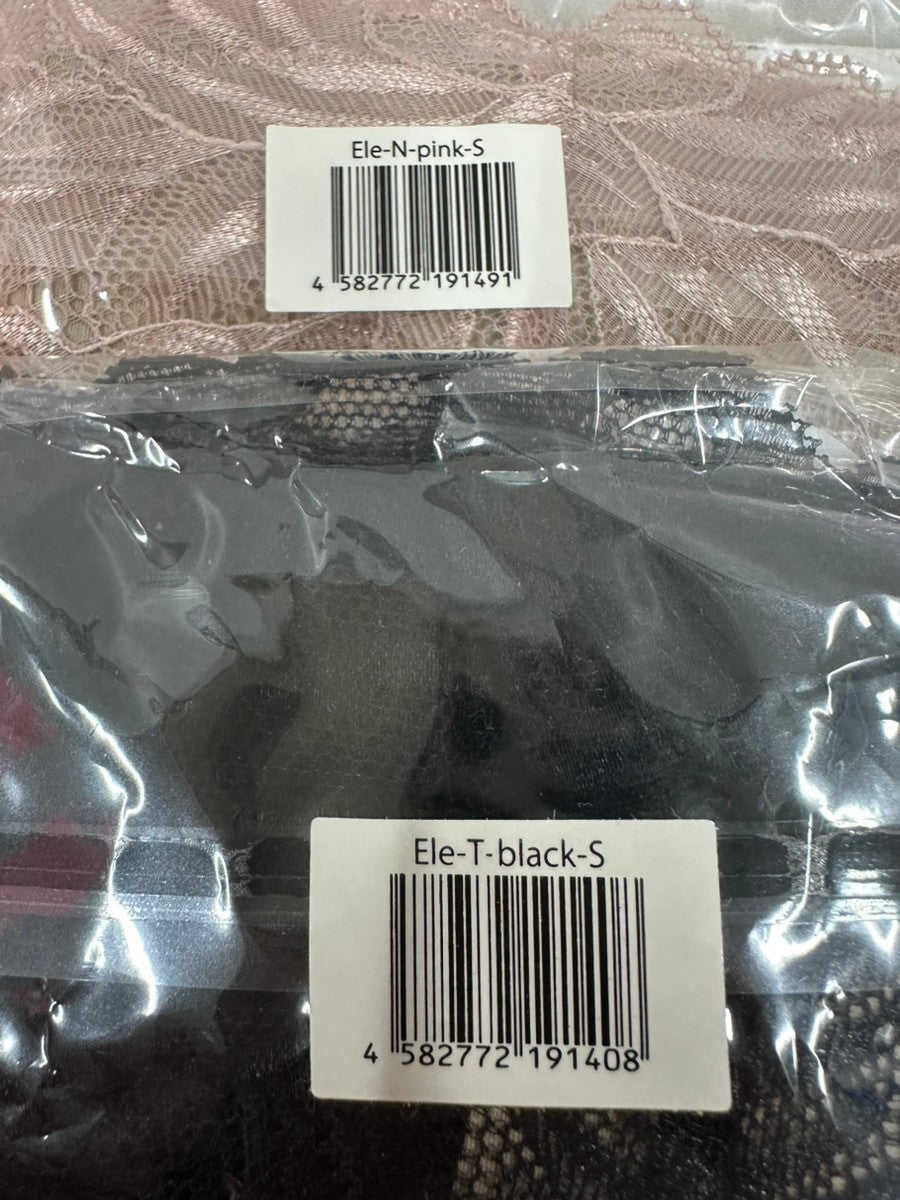 Ele-N-pink-S
4 582772 191491
Ele-T-black-S
4 582772 191408